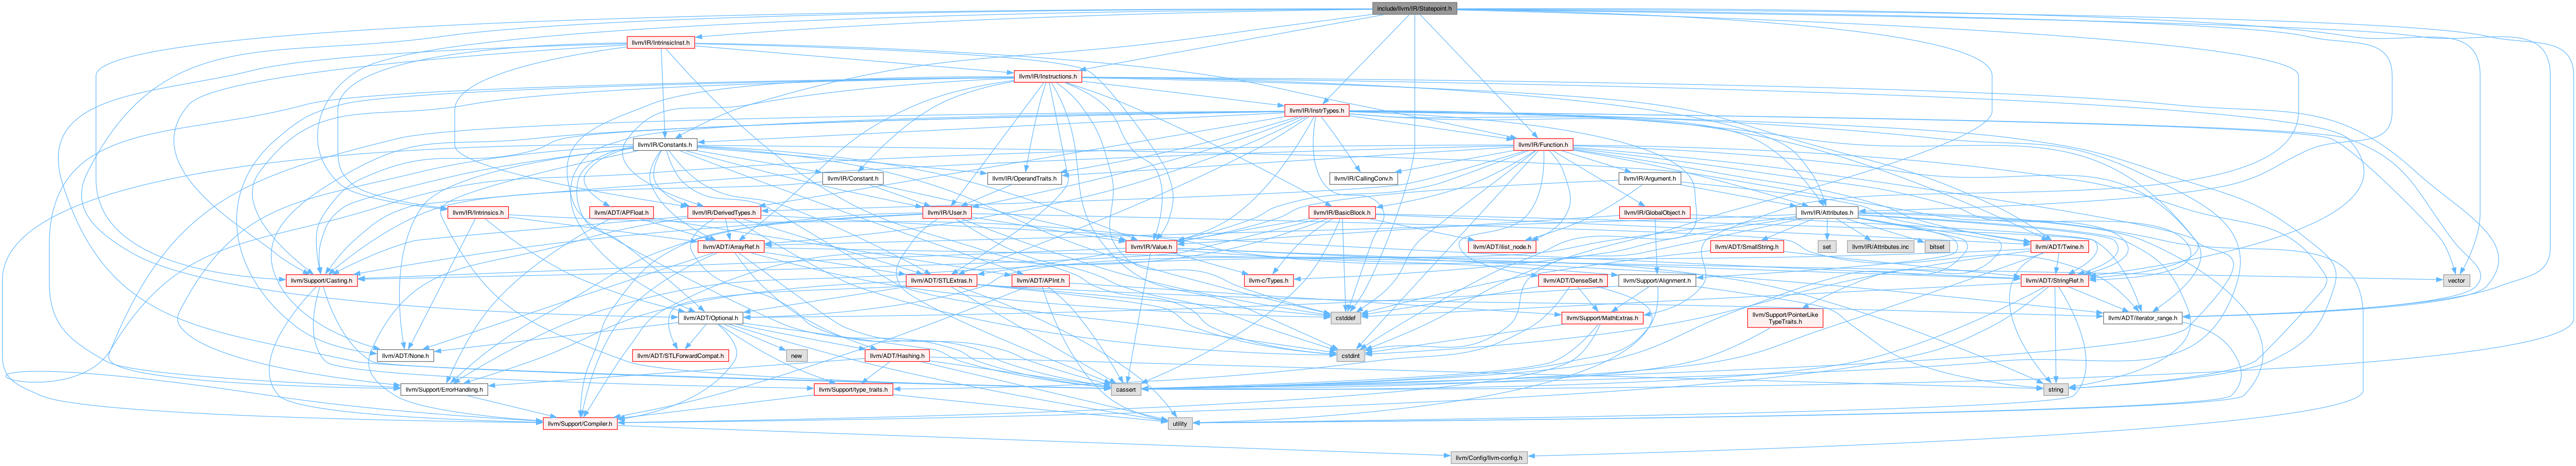 include/llvm/IR/Statepoint.h
llvm/IR/IntrinsicInst.h
llvm/IR/Instructions.h
llvm/IR/InstrTypes.h
llvm/IR/Constants.h
llvm/IR/Function.h
llvm/IR/Constant.h
llvm/IR/OperandTraits.h
llvm/IR/CallingConv.h
llvm/IR/Argument.h
llvm/IR/Intrinsics.h
llvm/ADT/APFloat.h
llvm/IR/DerivedTypes.h
llvm/IR/User.h
llvm/IR/BasicBlock.h
llvm/IR/GlobalObject.h
llvm/IR/Attributes.h
llvm/ADT/ArrayRef.h
llvm/IR/Value.h
llvm/ADT/ilist_node.h
llvm/ADT/SmallString.h
set
llvm/IR/Attributes.inc
bitset
llvm/ADT/Twine.h
llvm/Support/Casting.h
llvm/ADT/STLExtras.h
llvm/ADT/APInt.h
llvm-c/Types.h
llvm/ADT/DenseSet.h
llvm/Support/Alignment.h
llvm/ADT/StringRef.h
vector
llvm/ADT/Optional.h
cstddef
llvm/Support/MathExtras.h
llvm/Support/PointerLike
TypeTraits.h
llvm/ADT/iterator_range.h
llvm/ADT/None.h
llvm/ADT/STLForwardCompat.h
new
llvm/ADT/Hashing.h
cstdint
llvm/Support/ErrorHandling.h
llvm/Support/type_traits.h
cassert
string
llvm/Support/Compiler.h
utility
llvm/Config/llvm-config.h